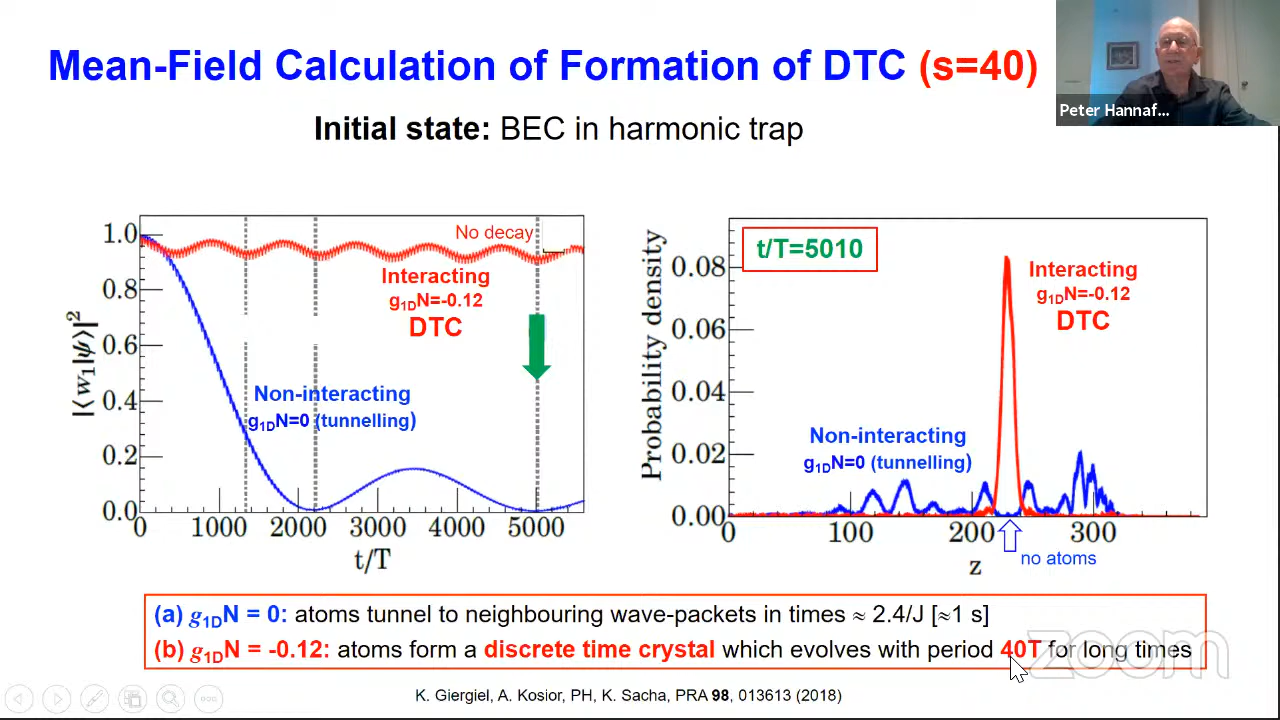 Mean-Field Calculation of Formation of DTC (s=40)
Initial state: BEC in harmonic trap
Peter Hannaf...
1.0
0.8
0.6
0.4
0.2
0.0
|⟨w₁|ψ⟩|²
0
1000
2000
3000
4000
5000
t/T
No decay
Interacting
g₁DN=-0.12
DTC
Non-interacting
g₁DN=0 (tunnelling)
Probability density
0.08
0.06
0.04
0.02
0.00
0
100
200
300
z
t/T=5010
Interacting
g₁DN=-0.12
DTC
Non-interacting
g₁DN=0 (tunnelling)
no atoms
(a) g₁DN = 0: atoms tunnel to neighbouring wave-packets in times ≈ 2.4/J [≈1 s]
(b) g₁DN = -0.12: atoms form a discrete time crystal which evolves with period 40T for long times
zoom
K. Giergiel, A. Kosior, PH, K. Sacha, PRA 98, 013613 (2018)